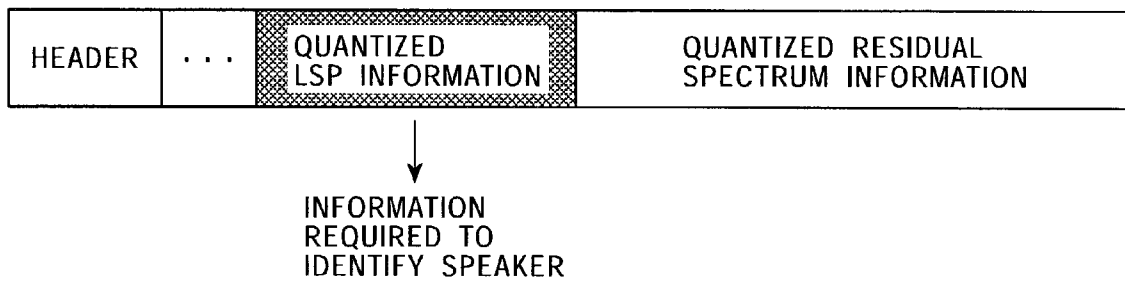 HEADER
. . .
QUANTIZED
LSP INFORMATION
QUANTIZED RESIDUAL
SPECTRUM INFORMATION
INFORMATION
REQUIRED TO
IDENTIFY SPEAKER